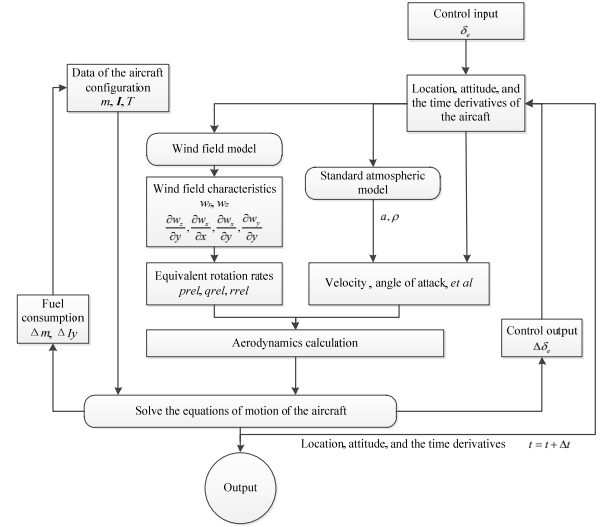 Control input
δe
Data of the aircraft
configuration
m, I, T
Location, attitude, and
the time derivatives of
the aircaft
Wind field model
Standard atmospheric
model
Wind field characteristics
wx, wz
∂wz/∂y, ∂wx/∂x, ∂wx/∂y, ∂wy/∂y
a, ρ
Equivalent rotation rates
prel, qrel, rrel
Velocity , angle of attack, et al
Fuel
consumption
Δm, ΔIy
Aerodynamics calculation
Control output
Δδe
Solve the equations of motion of the aircraft
Location, attitude, and the time derivatives t = t + Δt
Output